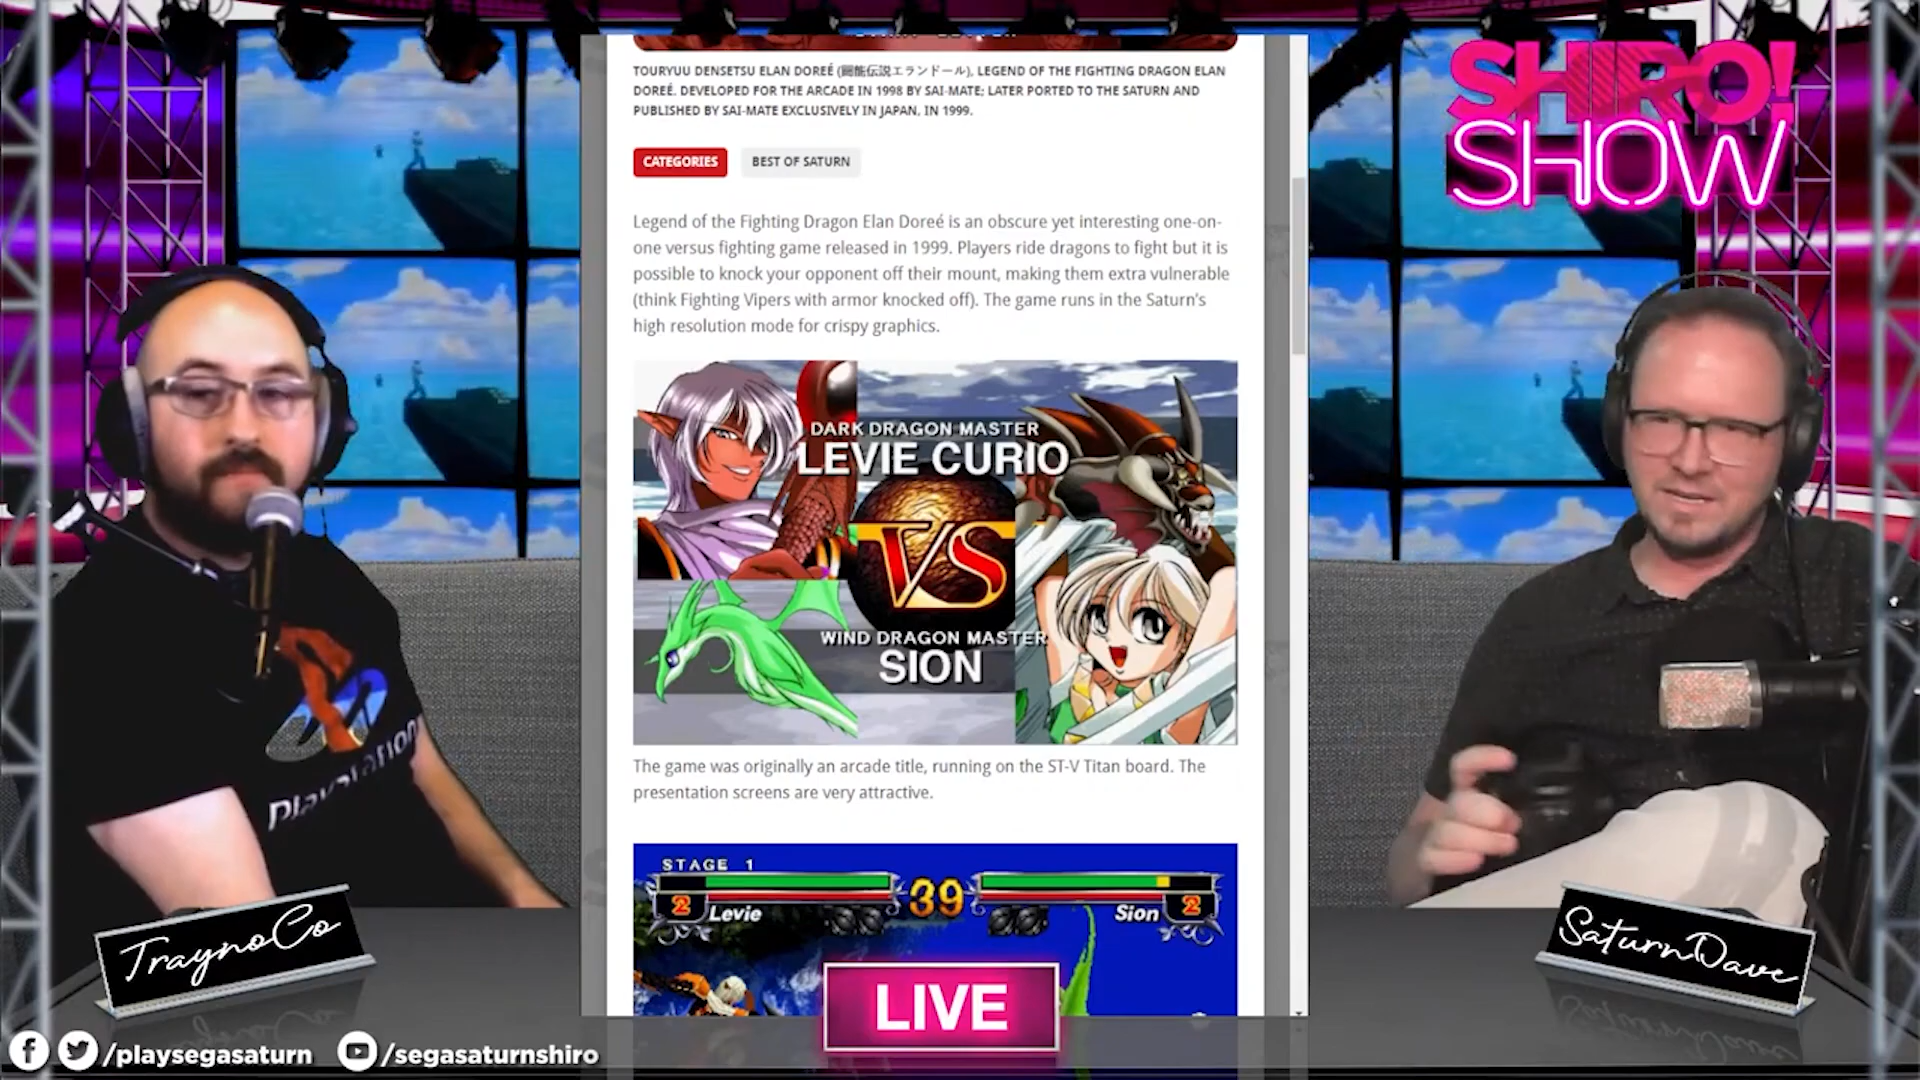 SHIRO!
SHOW
TOURYUU DENSETSU ELAN DOREÉ (闘龍伝説エランドール), LEGEND OF THE FIGHTING DRAGON ELAN
DOREÉ. DEVELOPED FOR THE ARCADE IN 1998 BY SAI-MATE; LATER PORTED TO THE SATURN AND
PUBLISHED BY SAI-MATE EXCLUSIVELY IN JAPAN, IN 1999.
CATEGORIES BEST OF SATURN
Legend of the Fighting Dragon Elan Doreé is an obscure yet interesting one-on-
one versus fighting game released in 1999. Players ride dragons to fight but it is
possible to knock your opponent off their mount, making them extra vulnerable
(think Fighting Vipers with armor knocked off). The game runs in the Saturn's
high resolution mode for crispy graphics.
DARK DRAGON MASTER
LEVIE CURIO
VS
WIND DRAGON MASTER
SION
The game was originally an arcade title, running on the ST-V Titan board. The
presentation screens are very attractive.
STAGE 1
39
2 Levie
Sion 2
LIVE
PlayStation
TraynoCo
SaturnDave
/playsegasaturn /segasaturnshiro